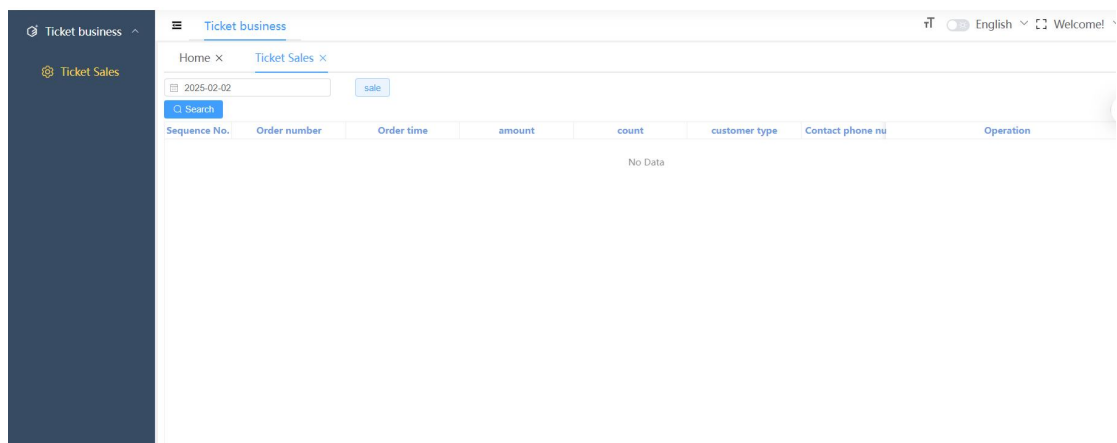 Ticket business
Ticket Sales
Ticket business
English
Welcome!
Home ×
Ticket Sales ×
2025-02-02
sale
Search
Sequence No. Order number Order time amount count customer type Contact phone nu Operation
No Data